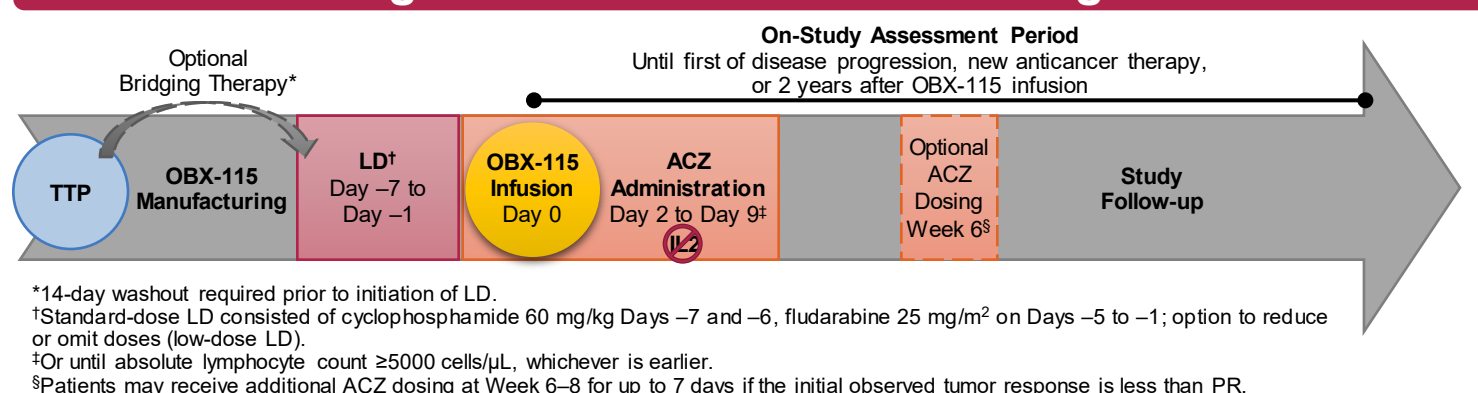 On-Study Assessment Period
Until first of disease progression, new anticancer therapy,
or 2 years after OBX-115 infusion
Optional
Bridging Therapy*
TTP
OBX-115
Manufacturing
LD†
Day –7 to
Day –1
OBX-115
Infusion
Day 0
ACZ
Administration
Day 2 to Day 9‡
IL2
Optional
ACZ
Dosing
Week 6§
Study
Follow-up
*14-day washout required prior to initiation of LD.
†Standard-dose LD consisted of cyclophosphamide 60 mg/kg Days –7 and –6, fludarabine 25 mg/m² on Days –5 to –1; option to reduce
or omit doses (low-dose LD).
‡Or until absolute lymphocyte count ≥5000 cells/µL, whichever is earlier.
§Patients may receive additional ACZ dosing at Week 6–8 for up to 7 days if the initial observed tumor response is less than PR.